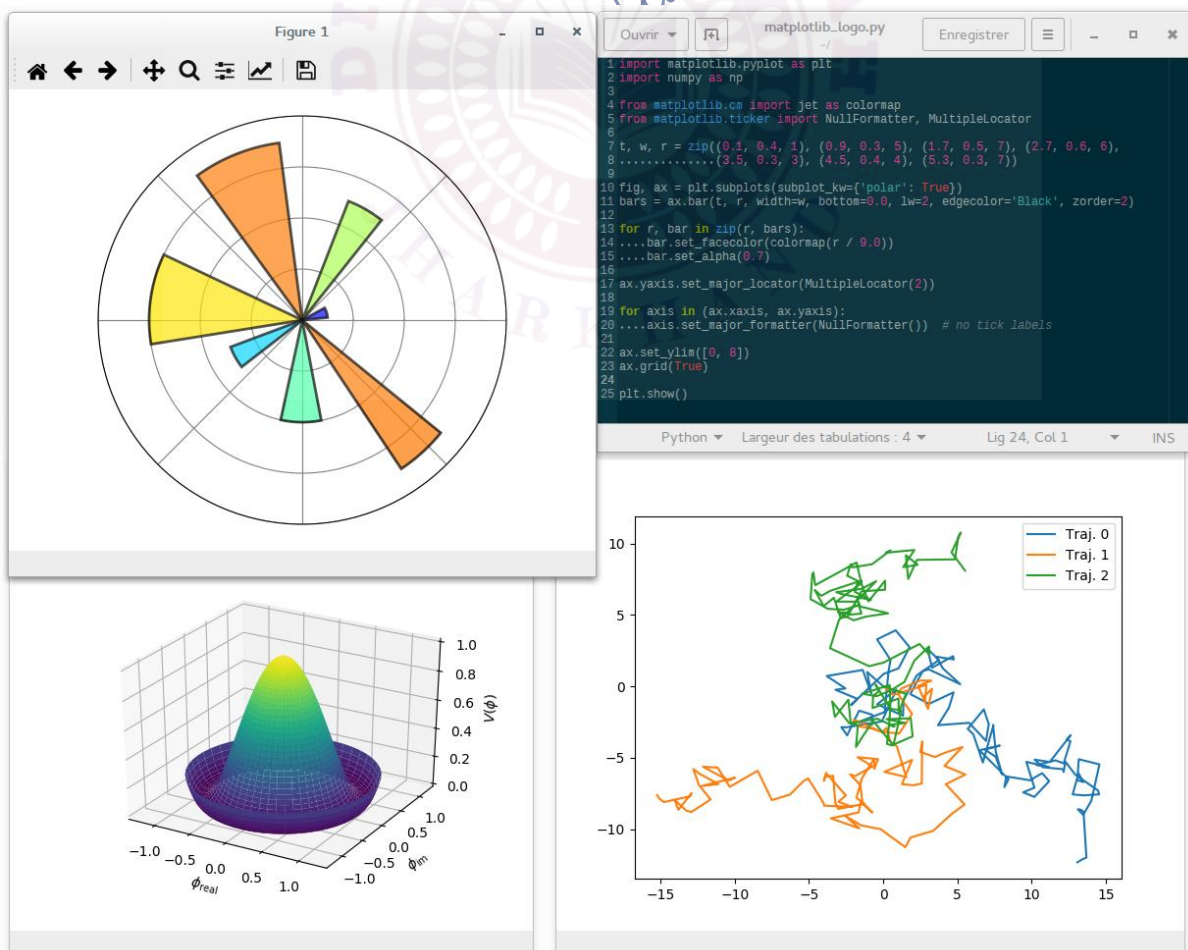 Figure 1
Ouvrir
matplotlib_logo.py
~/
Enregistrer
1 import matplotlib.pyplot as plt
2 import numpy as np
3
4 from matplotlib.cm import jet as colormap
5 from matplotlib.ticker import NullFormatter, MultipleLocator
6
7 t, w, r = zip((0.1, 0.4, 1), (0.9, 0.3, 5), (1.7, 0.5, 7), (2.7, 0.6, 6),
8 ..............(3.5, 0.3, 3), (4.5, 0.4, 4), (5.3, 0.3, 7))
9
10 fig, ax = plt.subplots(subplot_kw={'polar': True})
11 bars = ax.bar(t, r, width=w, bottom=0.0, lw=2, edgecolor='Black', zorder=2)
12
13 for r, bar in zip(r, bars):
14 ....bar.set_facecolor(colormap(r / 9.0))
15 ....bar.set_alpha(0.7)
16
17 ax.yaxis.set_major_locator(MultipleLocator(2))
18
19 for axis in (ax.xaxis, ax.yaxis):
20 ....axis.set_major_formatter(NullFormatter())  # no tick labels
21
22 ax.set_ylim([0, 8])
23 ax.grid(True)
24
25 plt.show()
Python Largeur des tabulations : 4 Lig 24, Col 1 INS
1.0
0.8
0.6
0.4
0.2
0.0
V(ϕ)
−1.0 −0.5 0.0 0.5 1.0
ϕreal
−1.0 −0.5 0.0 0.5 1.0
ϕim
Traj. 0
Traj. 1
Traj. 2
10
5
0
−5
−10
−15 −10 −5 0 5 10 15